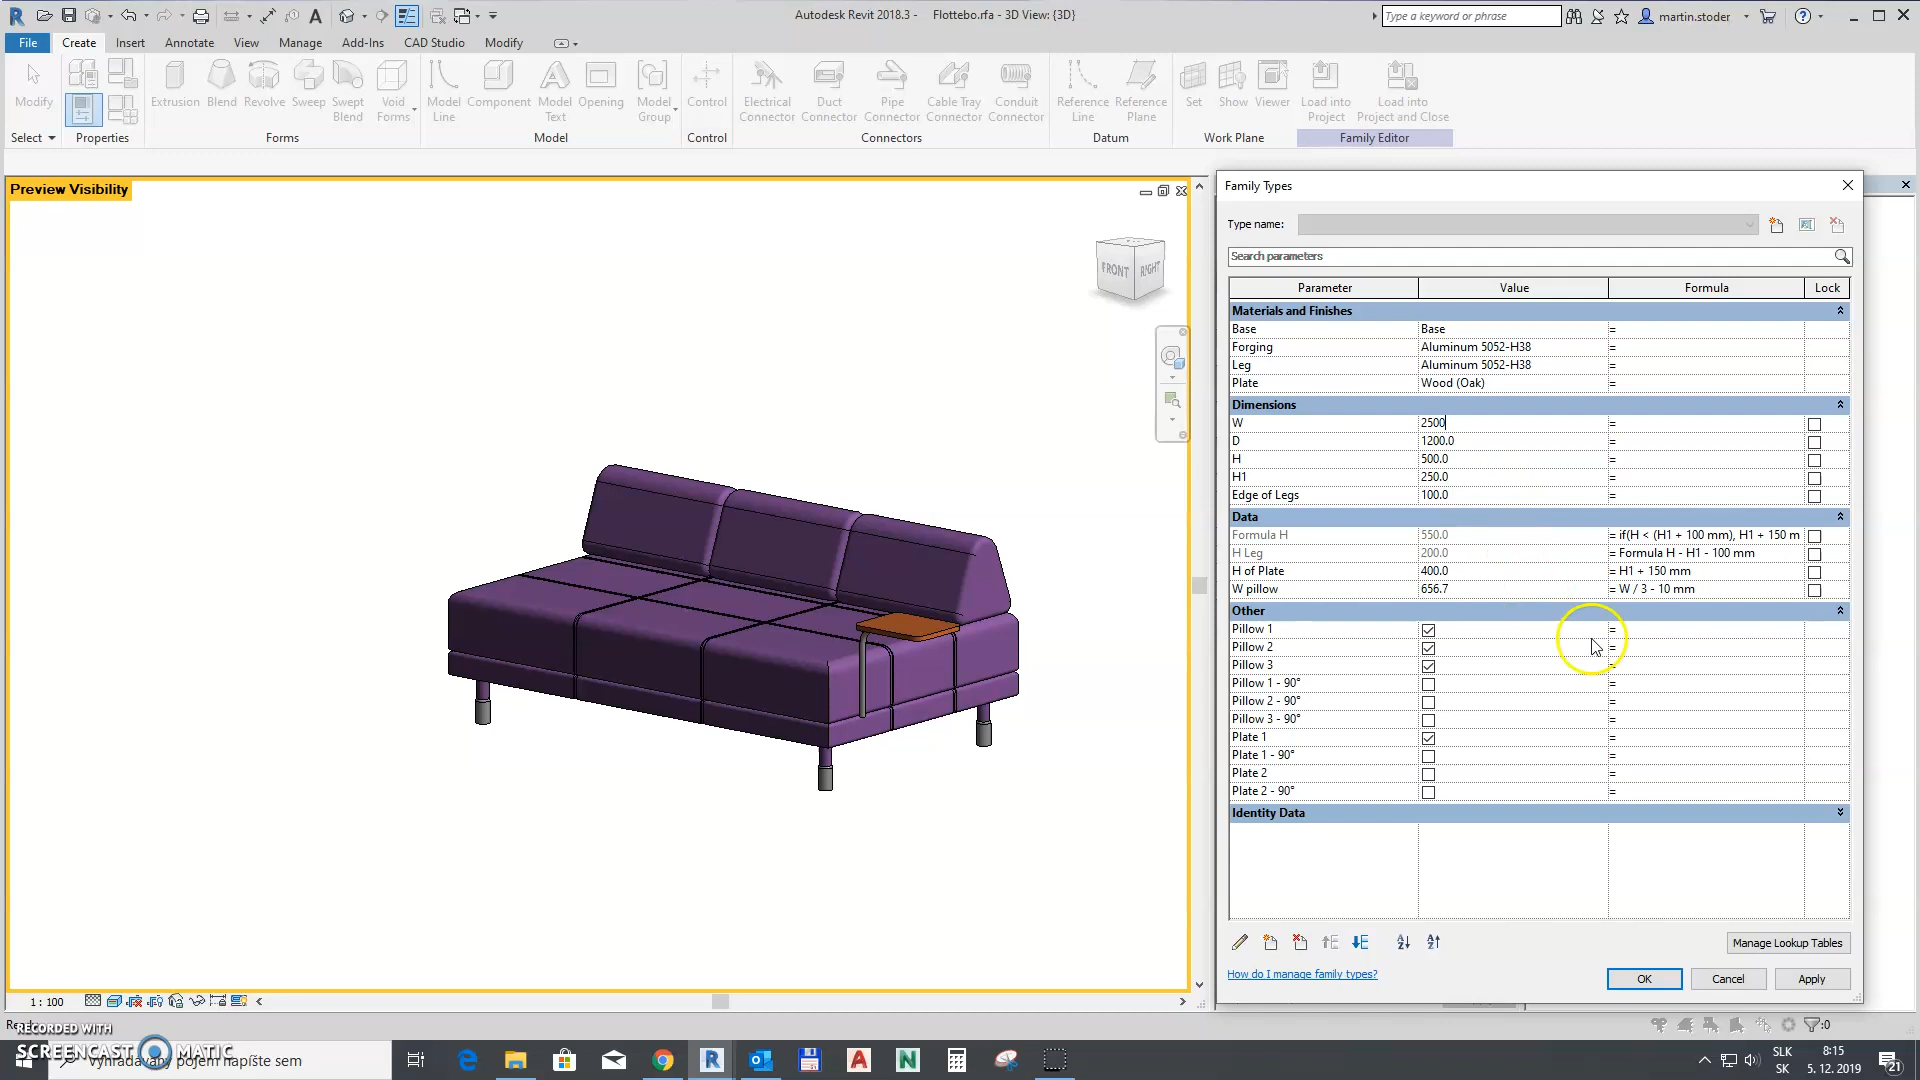 Autodesk Revit 2018.3 -    Flottebo.rfa - 3D View: {3D}
Type a keyword or phrase
martin.stoder
File Create Insert Annotate View Manage Add-Ins CAD Studio Modify
Modify
Extrusion Blend Revolve Sweep Swept Blend Void Forms
Model Line Component Model Text Opening Model Group
Control
Electrical Connector Duct Connector Pipe Connector Cable Tray Connector Conduit Connector
Reference Line Reference Plane
Set Show Viewer
Load into Project Load into Project and Close
Select Properties Forms Model Control Connectors Datum Work Plane Family Editor
Preview Visibility
FRONT RIGHT
Family Types
Type name:
Search parameters
Parameter Value Formula Lock
Materials and Finishes
Base Base =
Forging Aluminum 5052-H38 =
Leg Aluminum 5052-H38 =
Plate Wood (Oak) =
Dimensions
W 2500 =
D 1200.0 =
H 500.0 =
H1 250.0 =
Edge of Legs 100.0 =
Data
Formula H 550.0 = if(H < (H1 + 100 mm), H1 + 150 m
H Leg 200.0 = Formula H - H1 - 100 mm
H of Plate 400.0 = H1 + 150 mm
W pillow 656.7 = W / 3 - 10 mm
Other
Pillow 1 =
Pillow 2 =
Pillow 3 =
Pillow 1 - 90° =
Pillow 2 - 90° =
Pillow 3 - 90° =
Plate 1 =
Plate 1 - 90° =
Plate 2 =
Plate 2 - 90° =
Identity Data
Manage Lookup Tables
How do I manage family types?
OK Cancel Apply
1 : 100
:0
RECORDED WITH
SCREENCAST MATIC
pojem napíšte sem
SLK
SK
8:15
5. 12. 2019
21